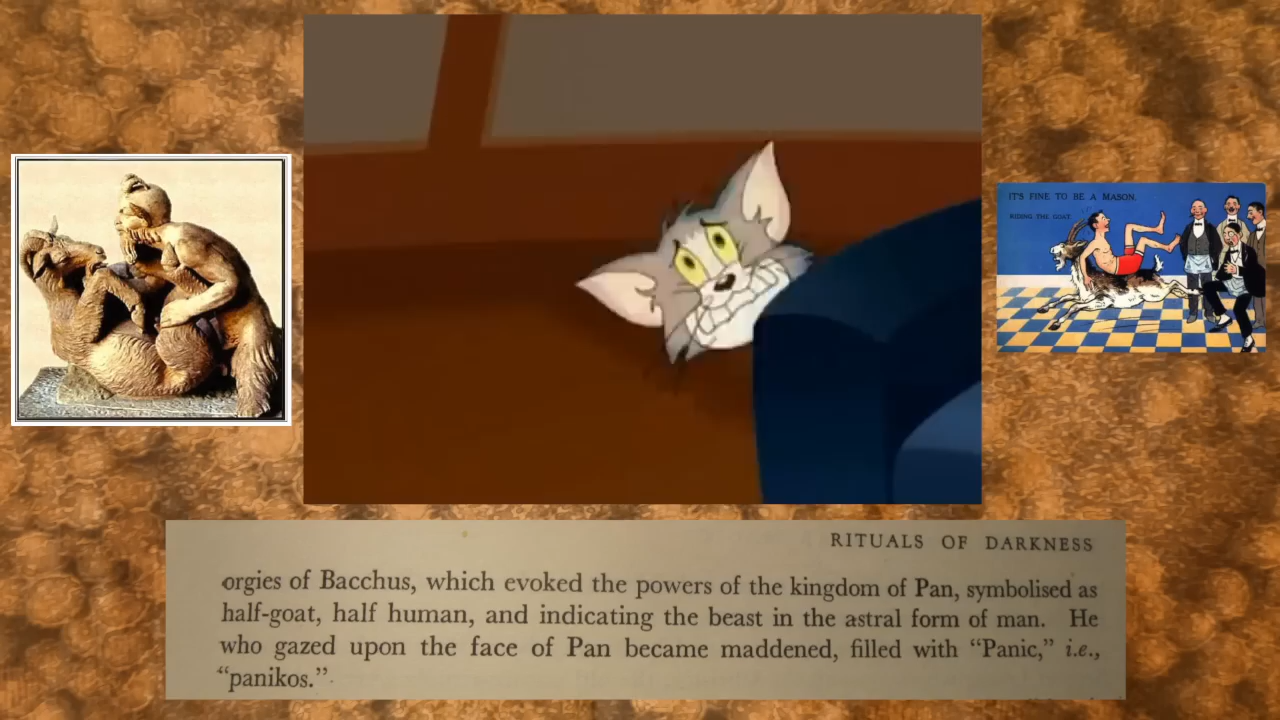 IT'S FINE TO BE A MASON.
RIDING THE GOAT.
RITUALS OF DARKNESS
orgies of Bacchus, which evoked the powers of the kingdom of Pan, symbolised as
half-goat, half human, and indicating the beast in the astral form of man. He
who gazed upon the face of Pan became maddened, filled with “Panic,” i.e.,
“panikos.”